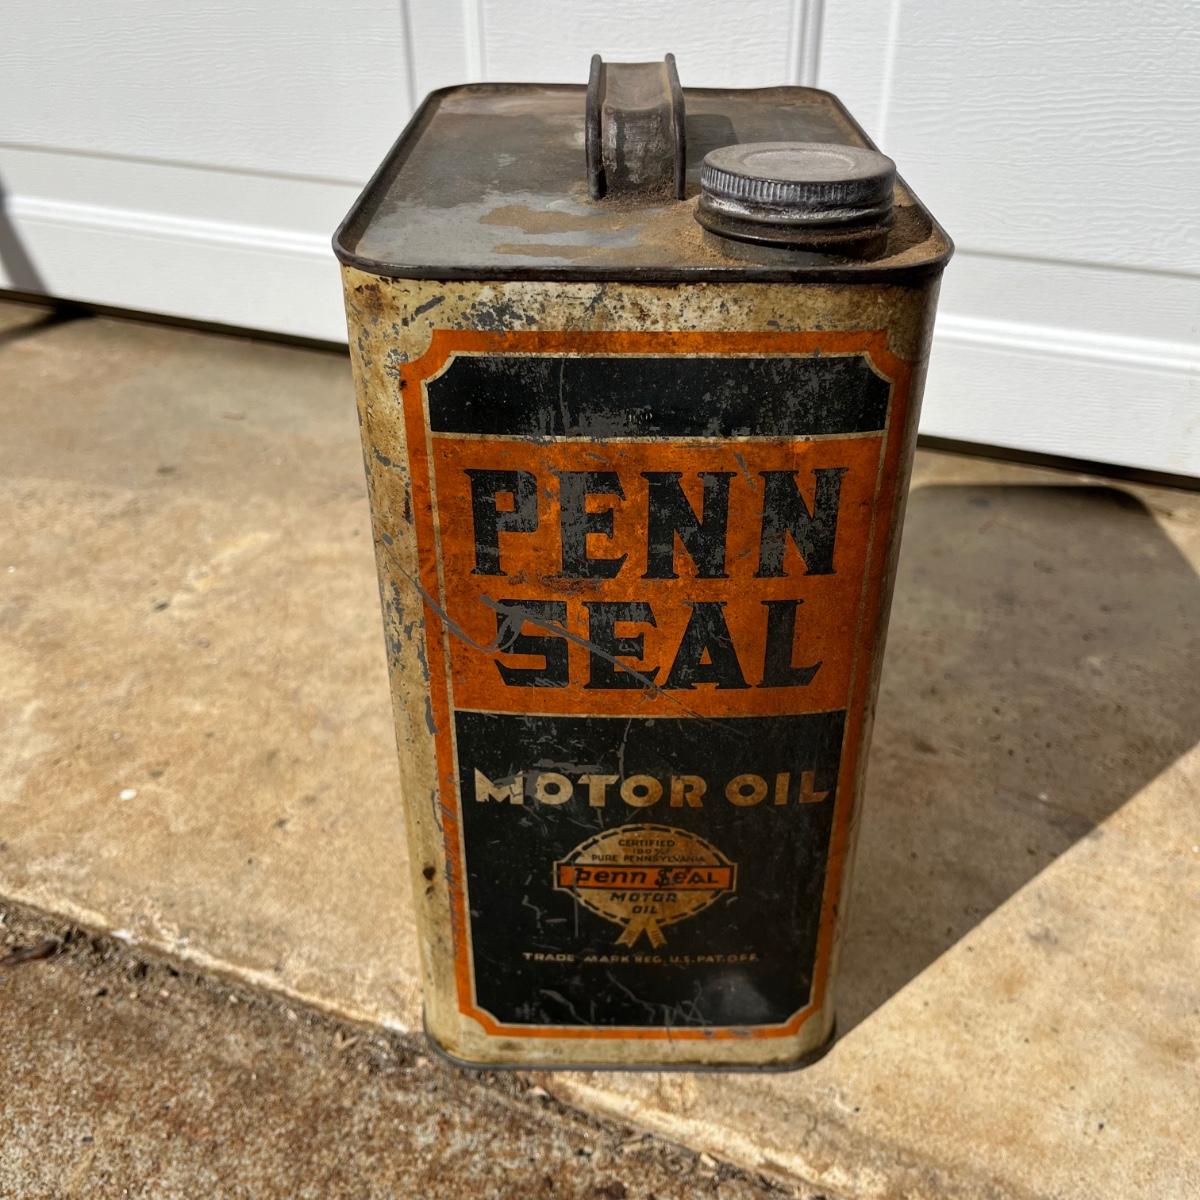 PENN
SEAL
MOTOR OIL
CERTIFIED
100%
PURE PENNSYLVANIA
Penn Seal
MOTOR
OIL
TRADE MARK REG. U.S. PAT. OFF.